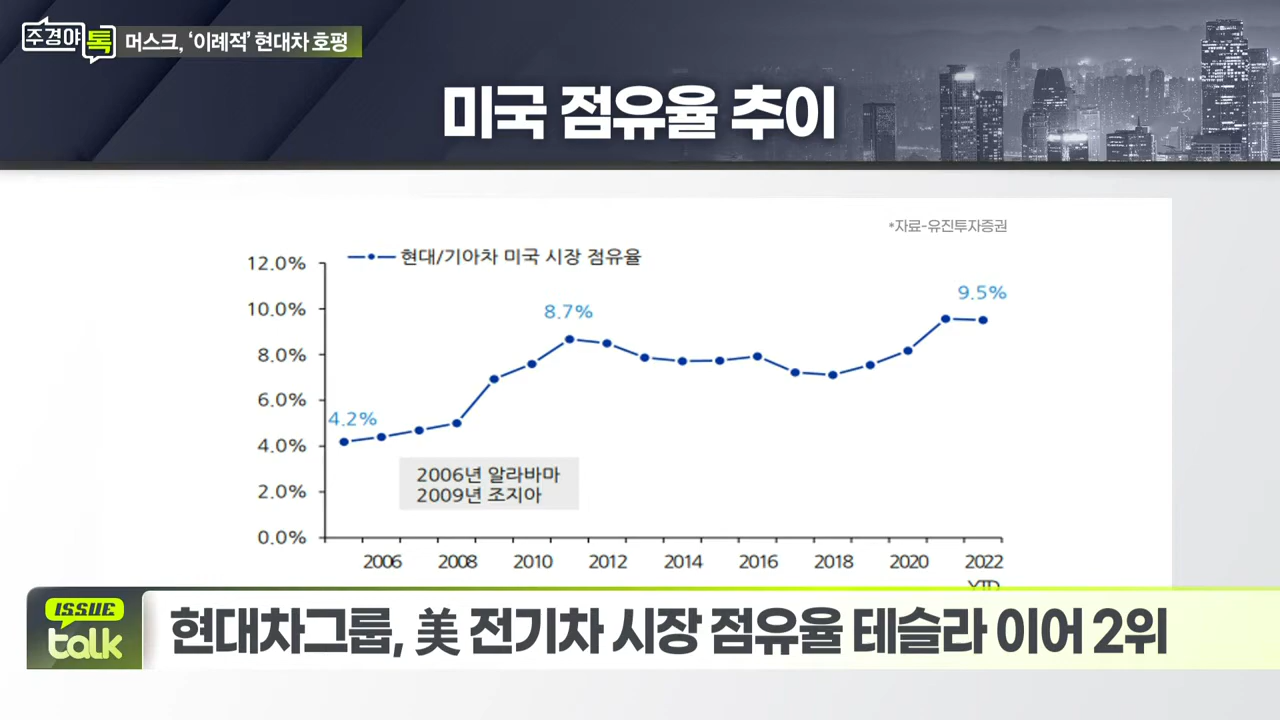 주경야톡 머스크, ‘이례적’ 현대차 호평
미국 점유율 추이
*자료-유진투자증권
현대/기아차 미국 시장 점유율
12.0%
10.0%
8.0%
6.0%
4.0%
2.0%
0.0%
4.2%
8.7%
9.5%
2006년 알라바마
2009년 조지아
2006 2008 2010 2012 2014 2016 2018 2020 2022
YTD
ISSUE
talk
현대차그룹, 美 전기차 시장 점유율 테슬라 이어 2위